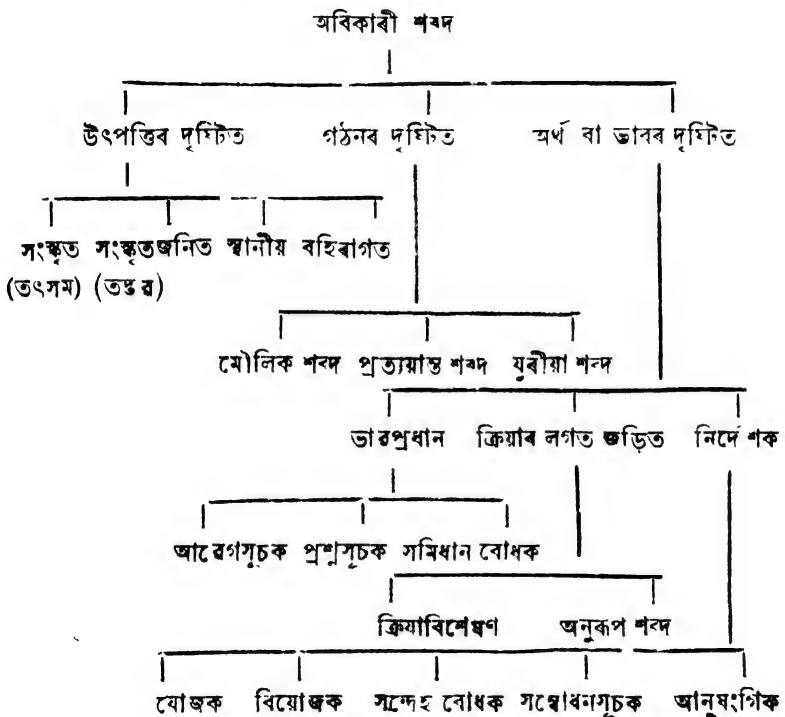 অবিকাৰী শব্দ
উৎপত্তিৰ দৃষ্টিত গঠনৰ দৃষ্টিত অৰ্থ বা ভাবৰ দৃষ্টিত
সংস্কৃত সংস্কৃতজনিত স্থানীয় বহিৰাগত
(তৎসম) (তদ্ভৱ)
মৌলিক শব্দ প্ৰত্যয়ান্ত শব্দ যুৰীয়া শব্দ
ভাৱপ্ৰধান ক্ৰিয়াৰ লগত জড়িত নিৰ্দেশক
আৱেগসূচক প্ৰশ্নসূচক সমিধান বোধক
ক্ৰিয়াবিশেষণ অনুৰূপ শব্দ
যোজক বিয়োজক সন্দেহ বোধক সম্বোধনসূচক আনুষংগিক